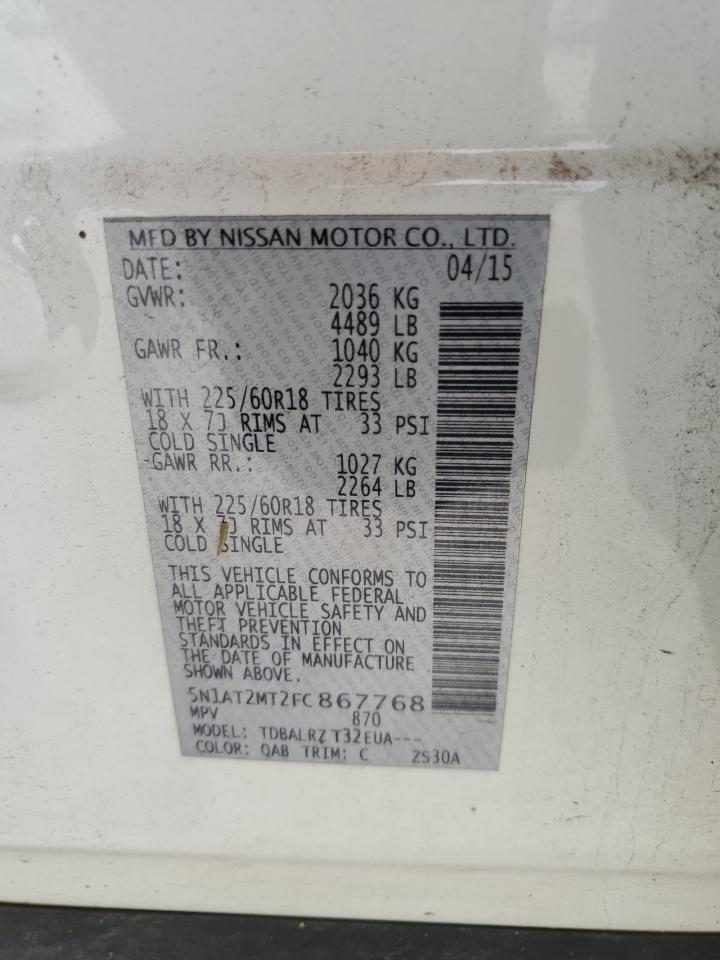 MFD BY NISSAN MOTOR CO., LTD.
DATE: 04/15
GVWR: 2036 KG
4489 LB
GAWR FR.: 1040 KG
2293 LB
WITH 225/60R18 TIRES
18 X 7J RIMS AT 33 PSI
COLD SINGLE
GAWR RR.: 1027 KG
2264 LB
WITH 225/60R18 TIRES
18 X 7J RIMS AT 33 PSI
COLD SINGLE
THIS VEHICLE CONFORMS TO
ALL APPLICABLE FEDERAL
MOTOR VEHICLE SAFETY AND
THEFT PREVENTION
STANDARDS IN EFFECT ON
THE DATE OF MANUFACTURE
SHOWN ABOVE.
5N1AT2MT2FC867768
MPV 870
MODEL: TDBALRZ T32EUA---
COLOR: QAB TRIM: C 2S30A